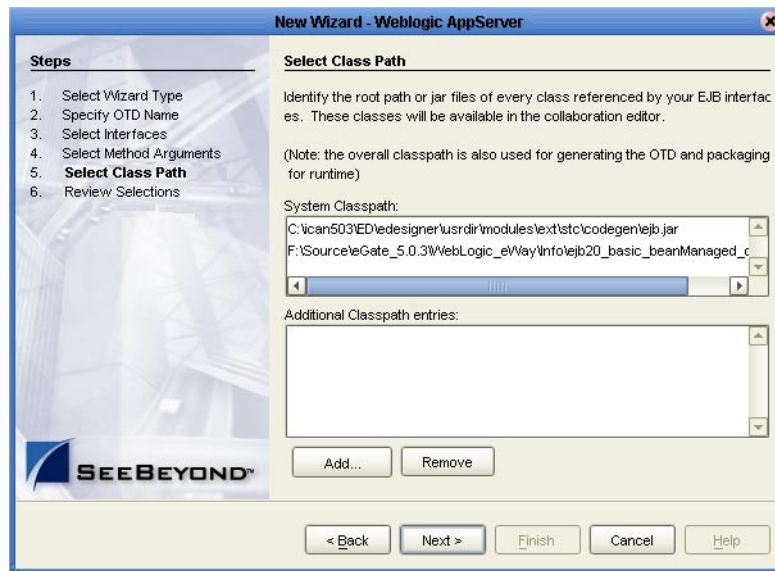 New Wizard - Weblogic AppServer
Steps
1. Select Wizard Type
2. Specify OTD Name
3. Select Interfaces
4. Select Method Arguments
5. Select Class Path
6. Review Selections
SEEBEYOND™
Select Class Path
Identify the root path or jar files of every class referenced by your EJB interfac
es. These classes will be available in the collaboration editor.
(Note: the overall classpath is also used for generating the OTD and packaging
for runtime)
System Classpath:
C:\ican503\ED\edesigner\usrdir\modules\ext\stc\codegen\ejb.jar
F:\Source\eGate_5.0.3\WebLogic_eWay\Info\ejb20_basic_beanManaged_c
Additional Classpath entries:
Add... Remove
< Back Next > Finish Cancel Help